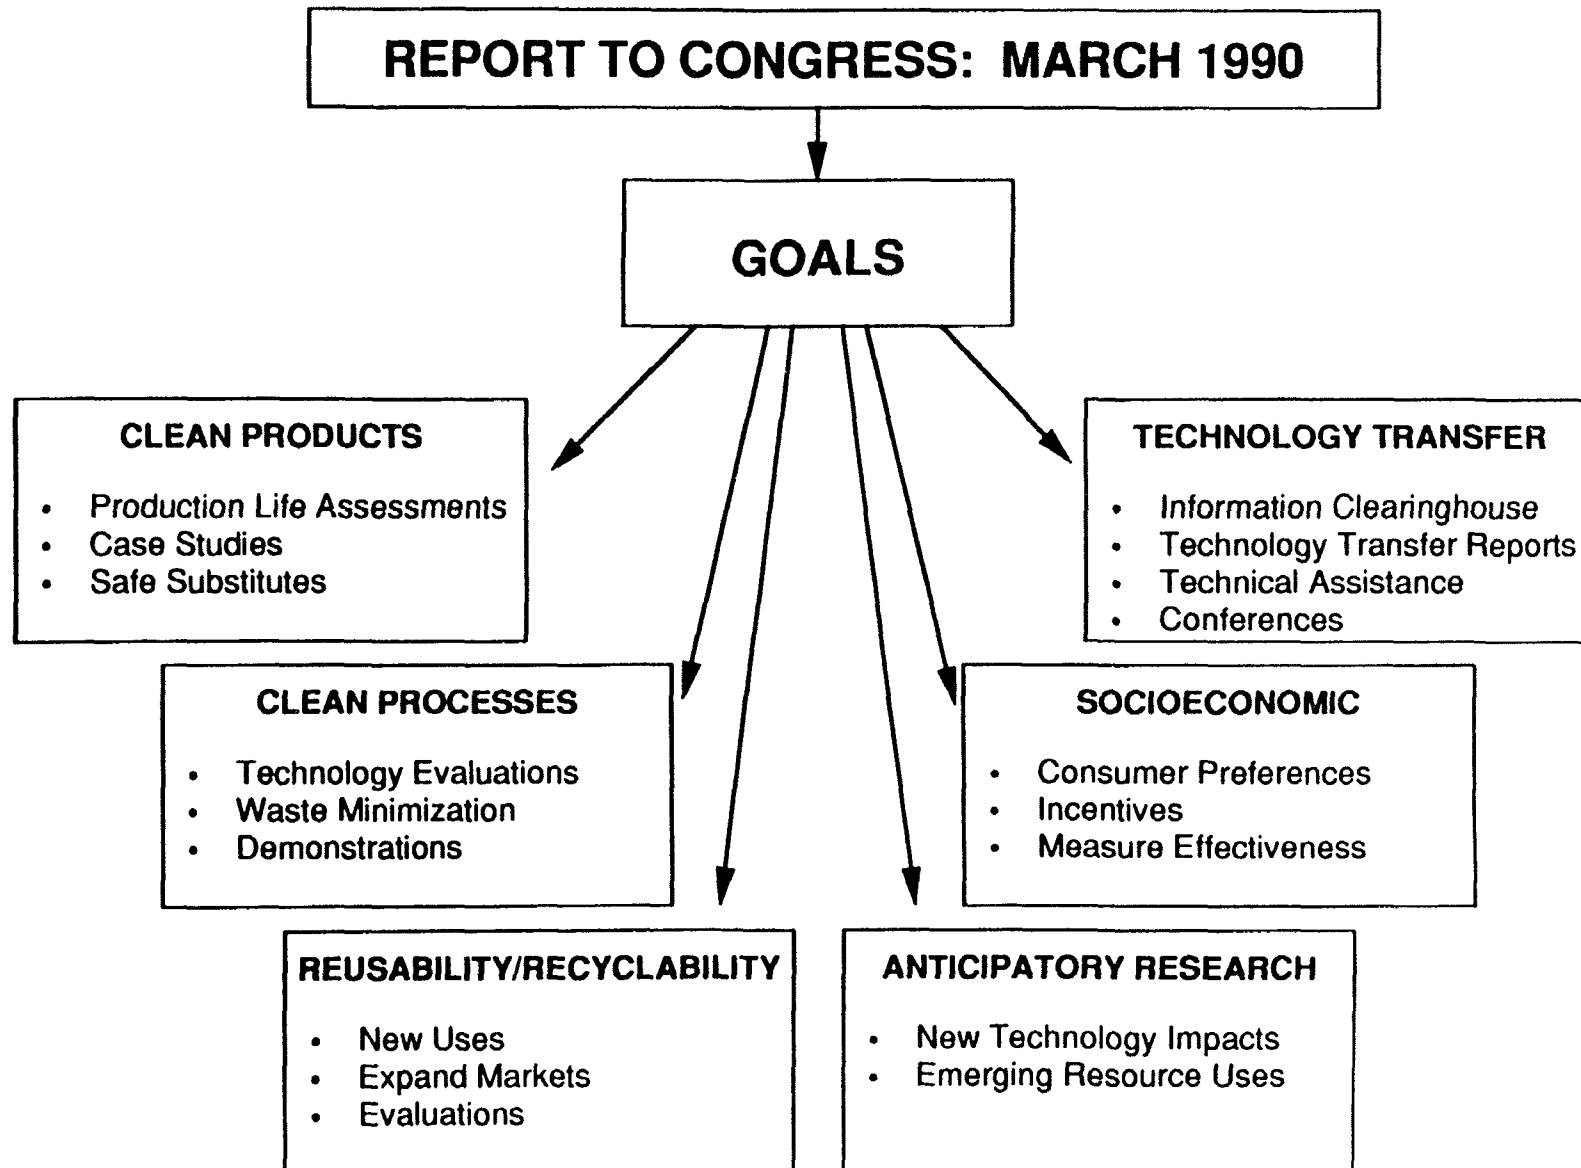 REPORT TO CONGRESS: MARCH 1990
GOALS
CLEAN PRODUCTS
• Production Life Assessments
• Case Studies
• Safe Substitutes
TECHNOLOGY TRANSFER
• Information Clearinghouse
• Technology Transfer Reports
• Technical Assistance
• Conferences
CLEAN PROCESSES
• Technology Evaluations
• Waste Minimization
• Demonstrations
SOCIOECONOMIC
• Consumer Preferences
• Incentives
• Measure Effectiveness
REUSABILITY/RECYCLABILITY
• New Uses
• Expand Markets
• Evaluations
ANTICIPATORY RESEARCH
• New Technology Impacts
• Emerging Resource Uses